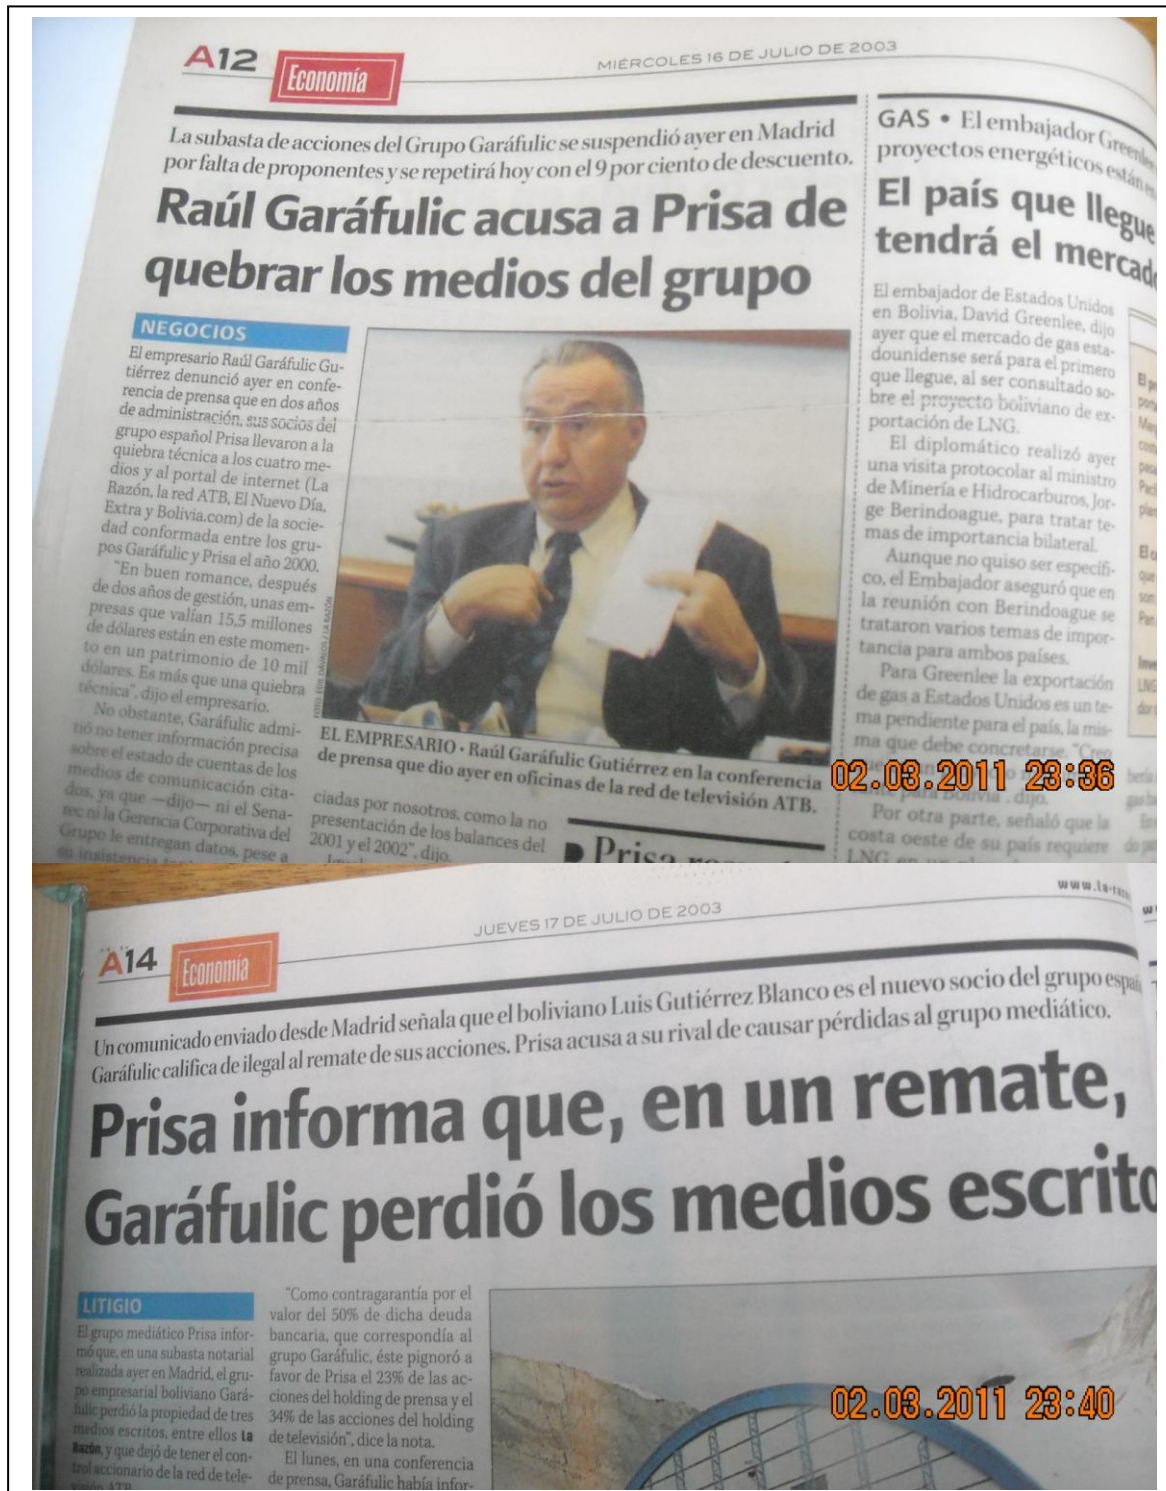 A12
Economía
MIÉRCOLES 16 DE JULIO DE 2003
La subasta de acciones del Grupo Garáfulic se suspendió ayer en Madrid
por falta de proponentes y se repetirá hoy con el 9 por ciento de descuento.
Raúl Garáfulic acusa a Prisa de
quebrar los medios del grupo
NEGOCIOS
El empresario Raúl Garáfulic Gu-
tiérrez denunció ayer en confe-
rencia de prensa que en dos años
de administración, sus socios del
grupo español Prisa llevaron a la
quiebra técnica a los cuatro me-
dios y al portal de internet (La
Razón, la red ATB, El Nuevo Día,
Extra y Bolivia.com) de la socie-
dad conformada entre los gru-
pos Garáfulic y Prisa el año 2000.
"En buen romance, después
de dos años de gestión, unas em-
presas que valían 15,5 millones
de dólares están en este momen-
to en un patrimonio de 10 mil
dólares. Es más que una quiebra
técnica", dijo el empresario.
No obstante, Garáfulic admi-
tió no tener información precisa
sobre el estado de cuentas de los
medios de comunicación cita-
dos, ya que —dijo— ni el Sena-
rec ni la Gerencia Corporativa del
Grupo le entregan datos, pese a
insistencia
EL EMPRESARIO • Raúl Garáfulic Gutiérrez en la conferencia
de prensa que dio ayer en oficinas de la red de televisión ATB.
ciadas por nosotros, como la no
presentación de los balances del
2001 y el 2002", dijo.
Prisa
GAS • El embajador Greenlee
proyectos energéticos están en
El país que llegue
tendrá el mercado
El embajador de Estados Unidos
en Bolivia, David Greenlee, dijo
ayer que el mercado de gas esta-
dounidense será para el primero
que llegue, al ser consultado so-
bre el proyecto boliviano de ex-
portación de LNG.
El diplomático realizó ayer
una visita protocolar al ministro
de Minería e Hidrocarburos, Jor-
ge Berindoague, para tratar te-
mas de importancia bilateral.
Aunque no quiso ser específi-
co, el Embajador aseguró que en
la reunión con Berindoague se
trataron varios temas de impor-
tancia para ambos países.
Para Greenlee la exportación
de gas a Estados Unidos es un te-
ma pendiente para el país, la mis-
ma que debe concretarse. "Creo
para Bolivia", dijo.
Por otra parte, señaló que la
costa oeste de su país requiere
LNG en un
02.03.2011 23:36
A14
Economía
JUEVES 17 DE JULIO DE 2003
Un comunicado enviado desde Madrid señala que el boliviano Luis Gutiérrez Blanco es el nuevo socio del grupo españ
Garáfulic califica de ilegal al remate de sus acciones. Prisa acusa a su rival de causar pérdidas al grupo mediático.
Prisa informa que, en un remate,
Garáfulic perdió los medios escrito
LITIGIO
El grupo mediático Prisa infor-
mó que, en una subasta notarial
realizada ayer en Madrid, el gru-
po empresarial boliviano Gará-
fulic perdió la propiedad de tres
medios escritos, entre ellos La
Razón, y que dejó de tener el con-
trol accionario de la red de tele-
visión ATB.
"Como contragarantía por el
valor del 50% de dicha deuda
bancaria, que correspondía al
grupo Garáfulic, éste pignoró a
favor de Prisa el 23% de las ac-
ciones del holding de prensa y el
34% de las acciones del holding
de televisión", dice la nota.
El lunes, en una conferencia
de prensa, Garáfulic había infor-
02.03.2011 23:40